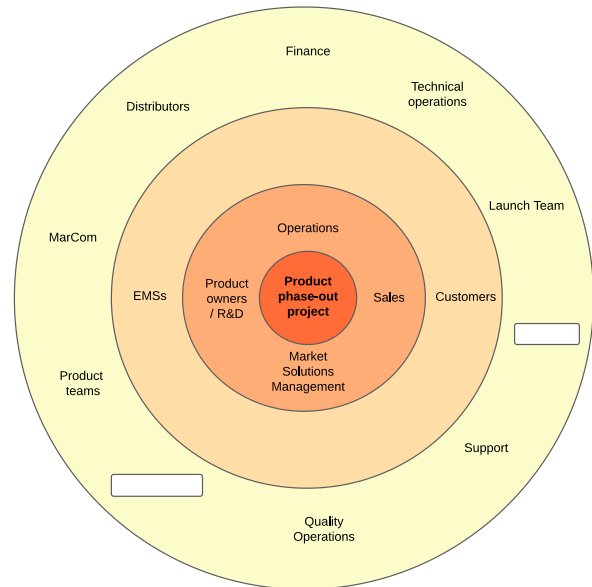 Finance
Technical
operations
Distributors
Launch Team
MarCom
Operations
Product
phase-out
project
Product
owners
/ R&D
Sales
EMSs
Customers
Market
Solutions
Management
Product
teams
Support
Quality
Operations